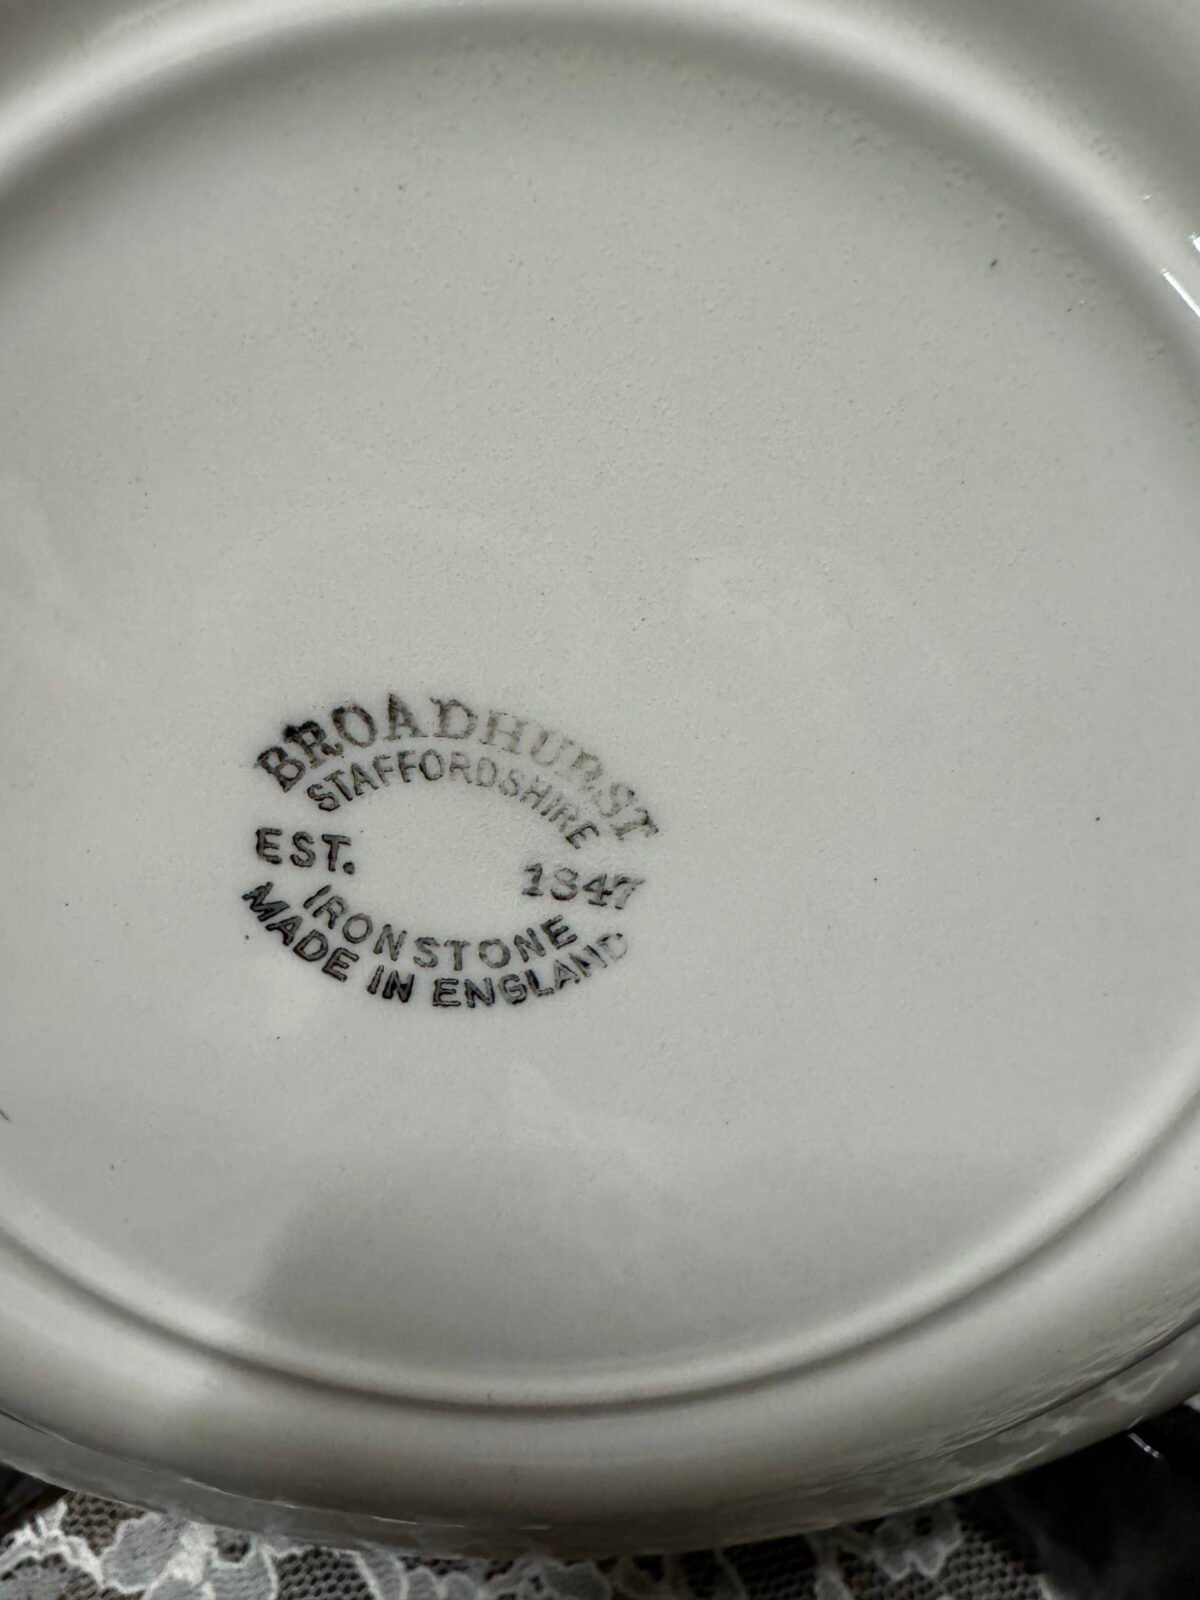 BROADHURST
STAFFORDSHIRE
EST. 1847
IRONSTONE
MADE IN ENGLAND